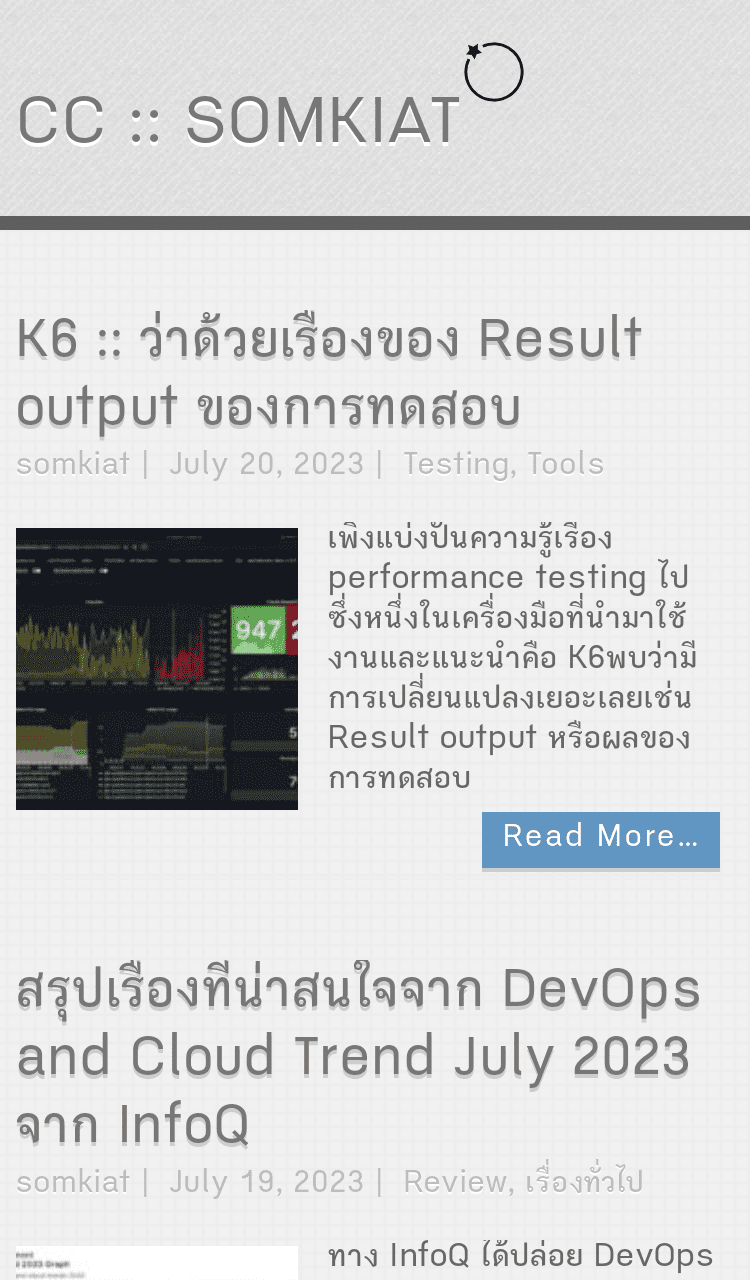 CC :: SOMKIAT
K6 :: ว่าด้วยเรื่องของ Result
output ของการทดสอบ
somkiat | July 20, 2023 | Testing, Tools
947
เพิ่งแบ่งปันความรู้เรื่อง
performance testing ไป
ซึ่งหนึ่งในเครื่องมือที่นำมาใช้
งานและแนะนำคือ K6พบว่ามี
การเปลี่ยนแปลงเยอะเลยเช่น
Result output หรือผลของ
การทดสอบ
Read More…
สรุปเรื่องที่น่าสนใจจาก DevOps
and Cloud Trend July 2023
จาก InfoQ
somkiat | July 19, 2023 | Review, เรื่องทั่วไป
2023 Graph
ทาง InfoQ ได้ปล่อย DevOps